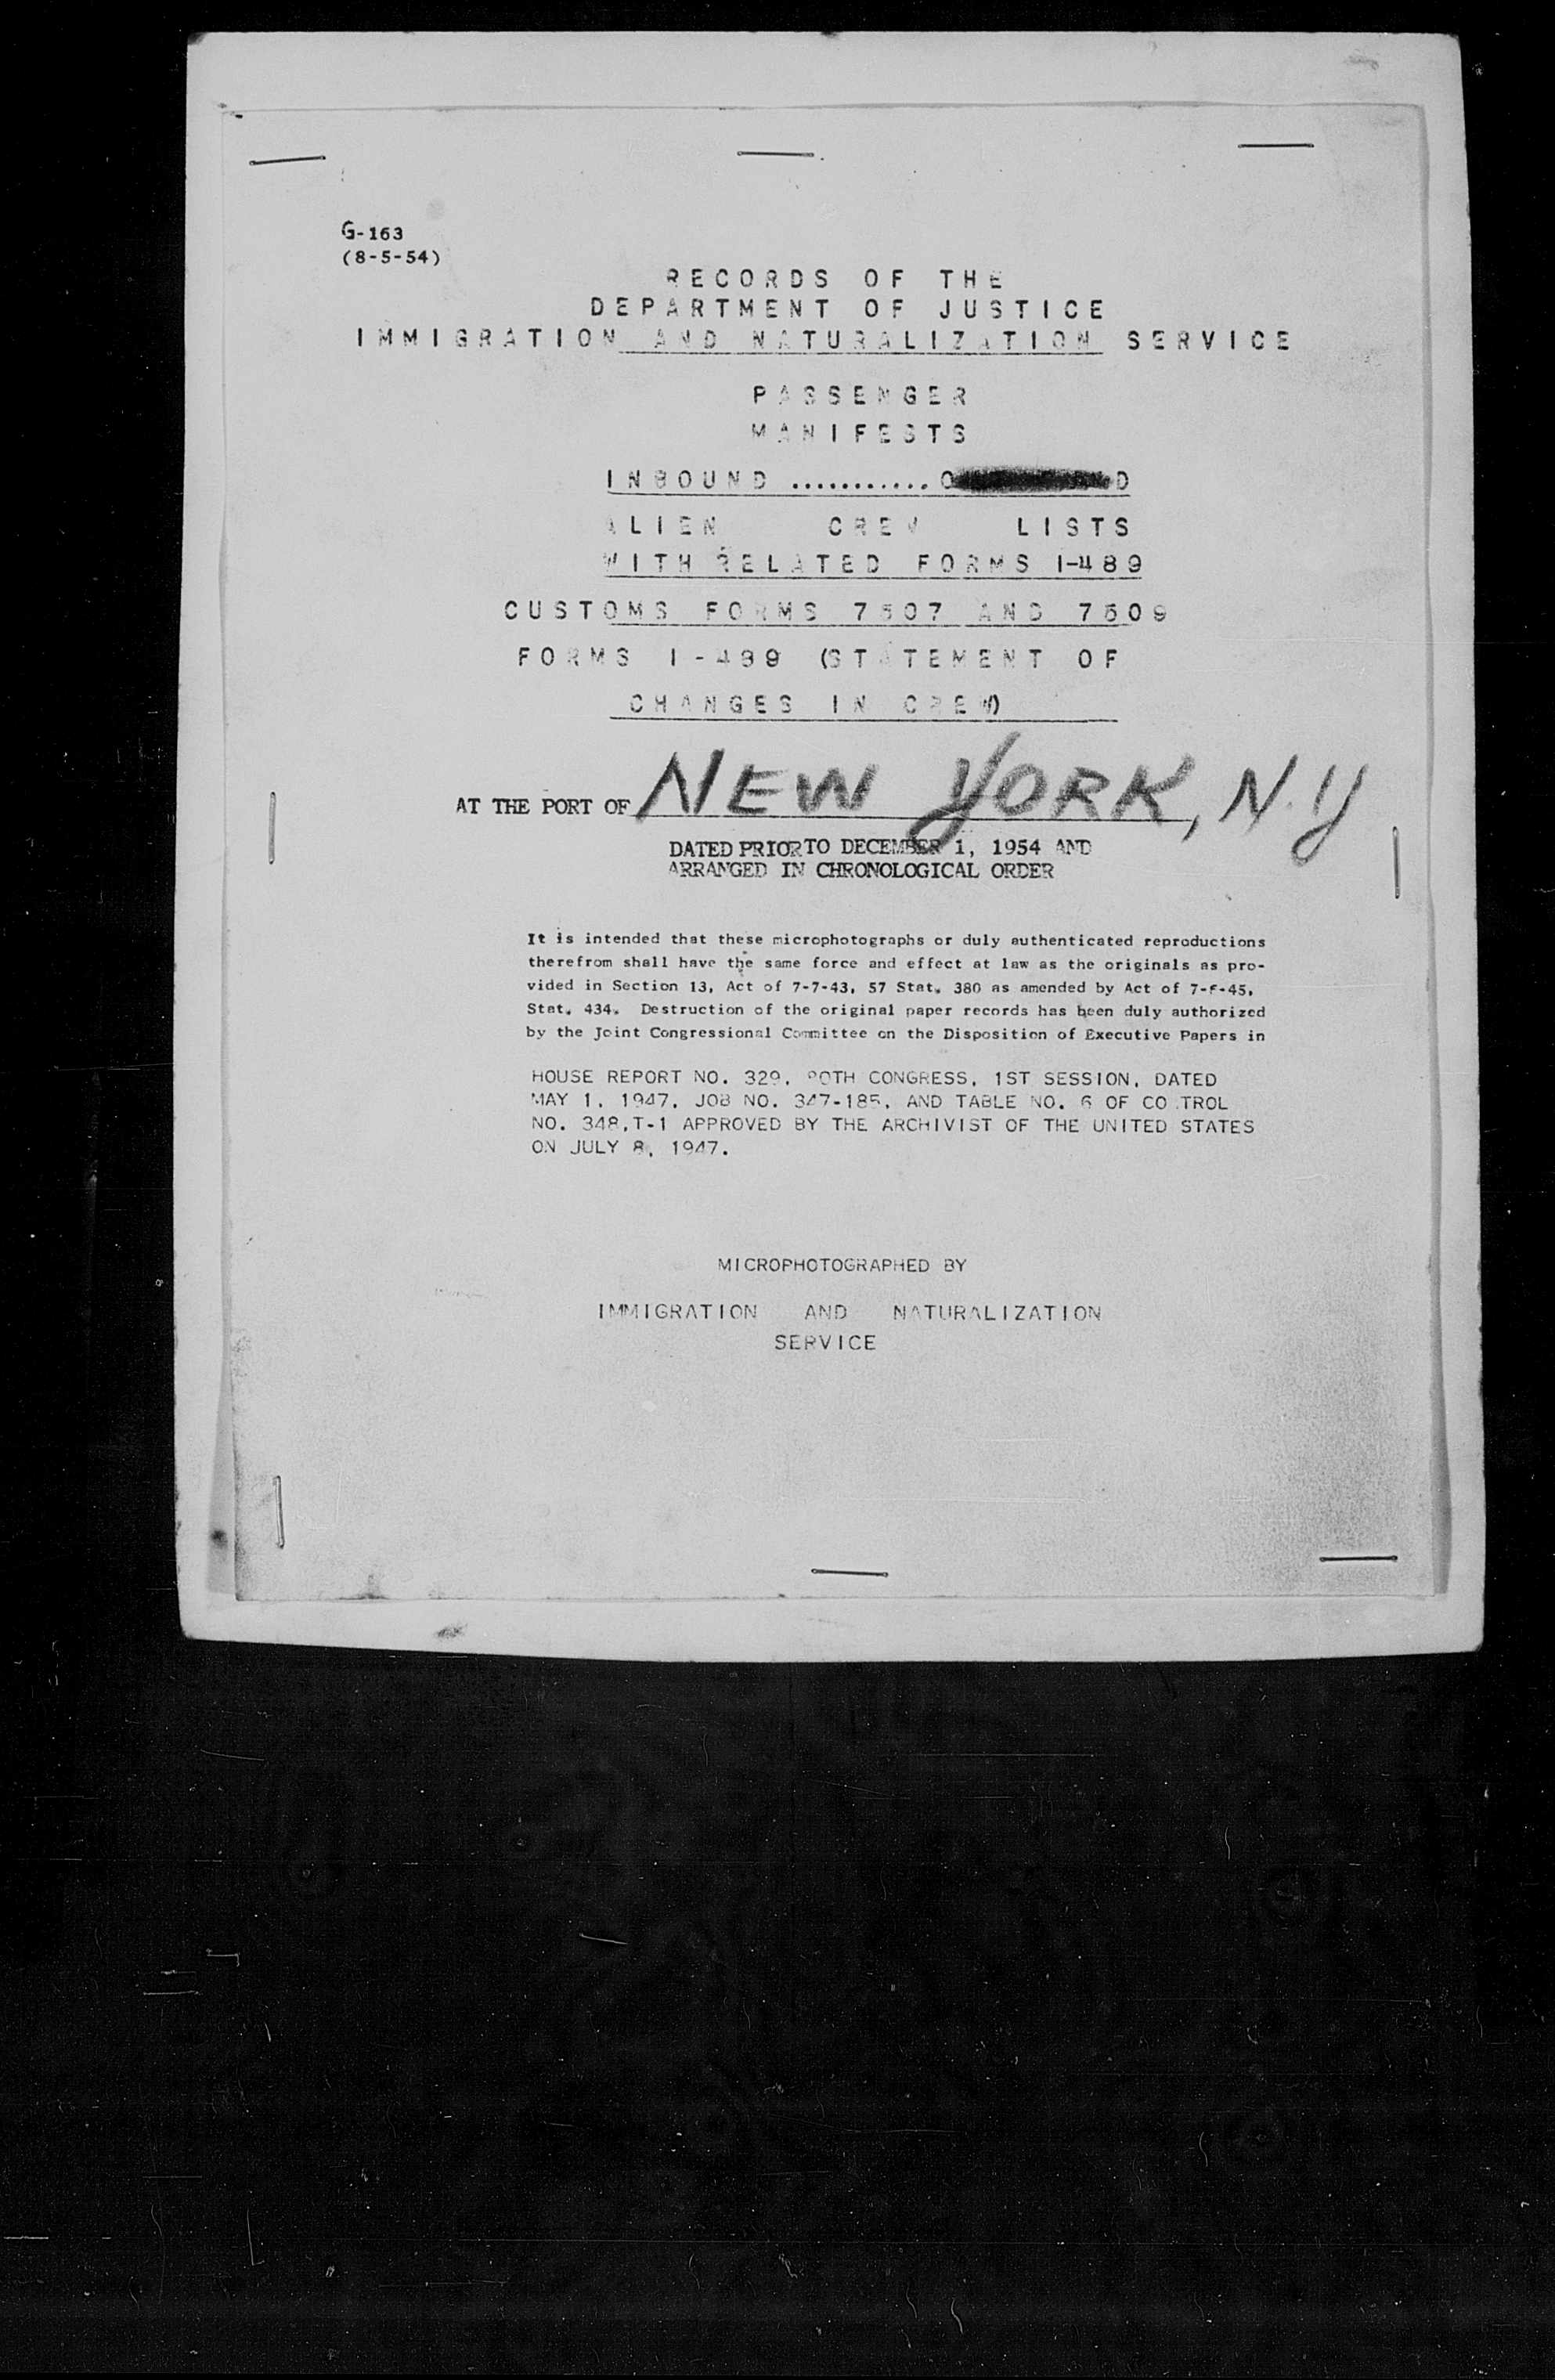 G-163
(8-5-54)
RECORDS OF THE
DEPARTMENT OF JUSTICE
IMMIGRATION AND NATURALIZATION SERVICE
PASSENGER
MANIFESTS
INBOUND ...........
ALIEN CREW LISTS
WITH RELATED FORMS I-489
CUSTOMS FORMS 7507 AND 7509
FORMS I-489 (STATEMENT OF
CHANGES IN CREW)
AT THE PORT OF NEW YORK, N.Y
DATED PRIOR TO DECEMBER 1, 1954 AND
ARRANGED IN CHRONOLOGICAL ORDER
It is intended that these microphotographs or duly authenticated reproductions
therefrom shall have the same force and effect at law as the originals as pro-
vided in Section 13, Act of 7-7-43, 57 Stat. 380 as amended by Act of
Stat. 434. Destruction of the original paper records has been duly authorized
by the Joint Congressional Committee on the Disposition of Executive Papers in
HOUSE REPORT NO. 329, 80TH CONGRESS, 1ST SESSION, DATED
MAY 1, 1947, JOB NO. 347-185, AND TABLE NO. 6 OF CO TROL
NO. 348,T-1 APPROVED BY THE ARCHIVIST OF THE UNITED STATES
ON JULY 8, 1947.
MICROPHOTOGRAPHED BY
IMMIGRATION AND NATURALIZATION
SERVICE